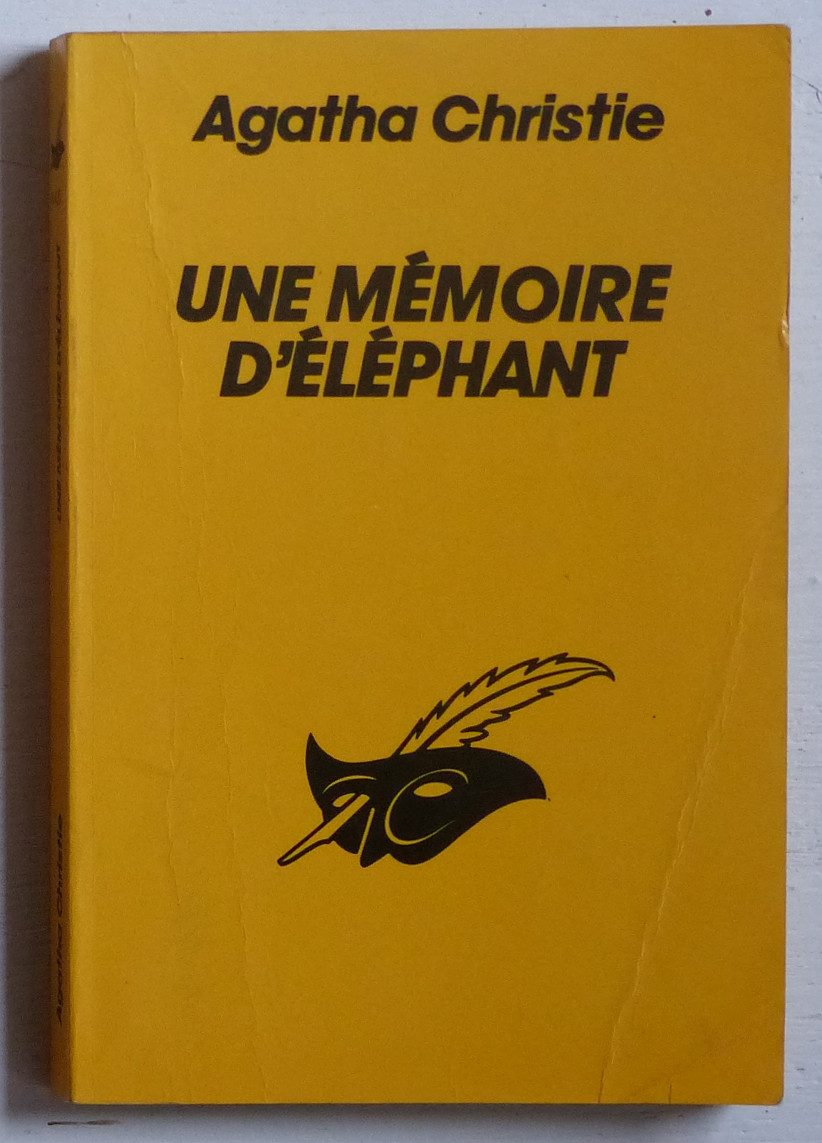 Agatha Christie
UNE MÉMOIRE
D'ÉLÉPHANT
UNE MÉMOIRE D'ÉLÉPHANT
Agatha Christie